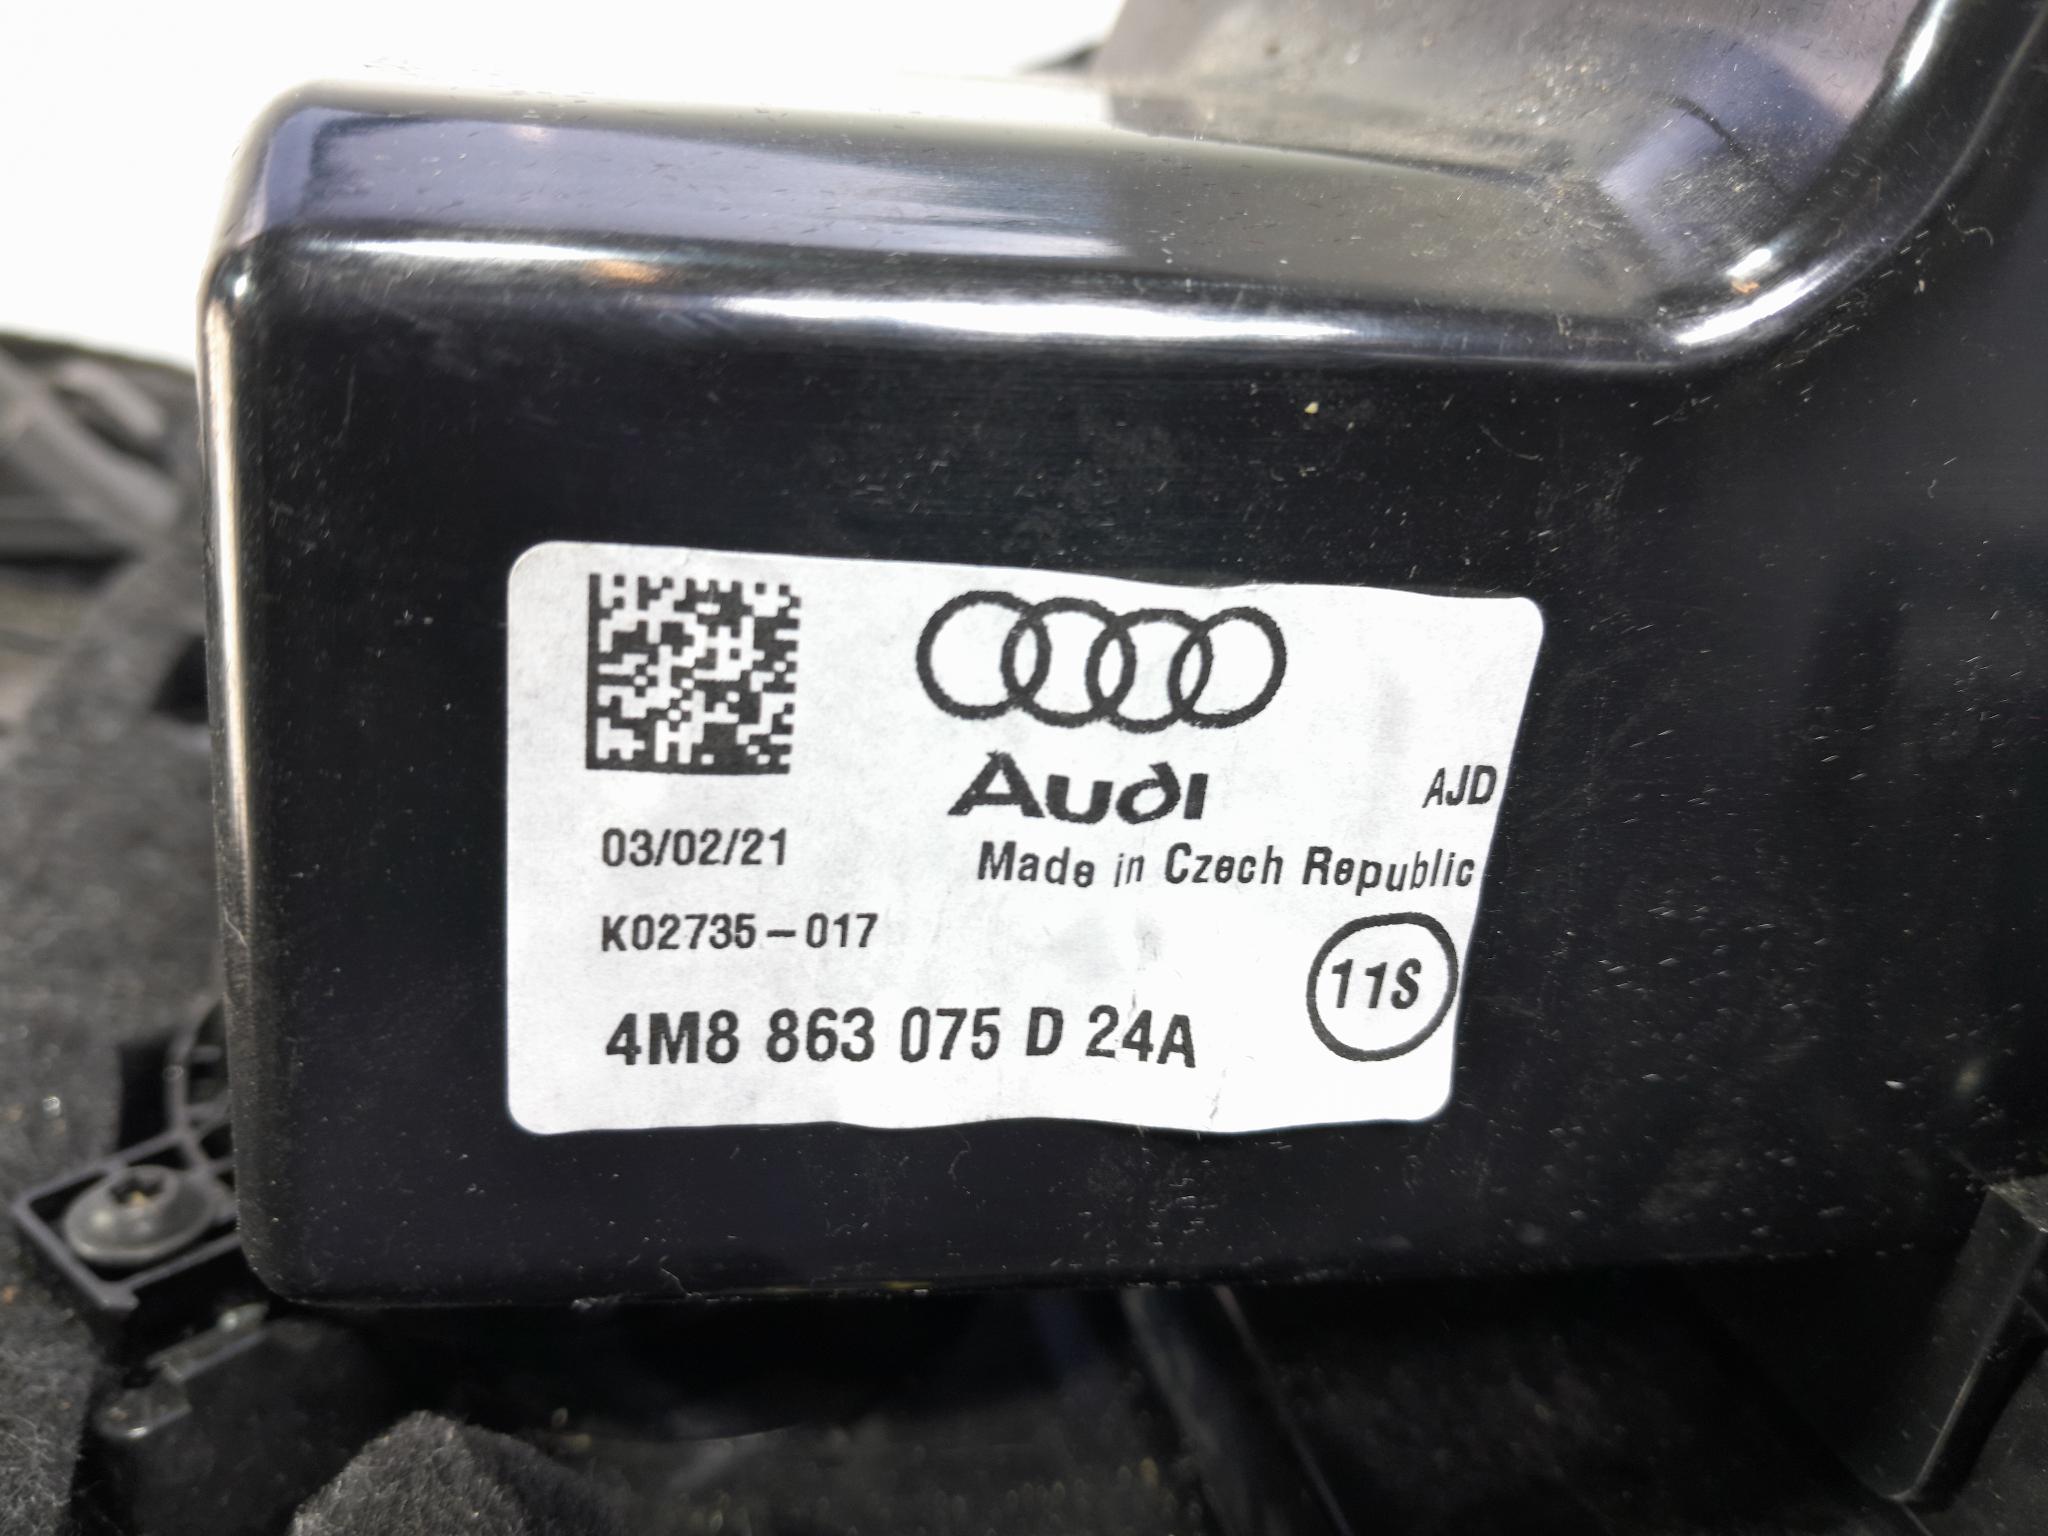 Audi
AJD
03/02/21
Made in Czech Republic
K02735-017
11S
4M8 863 075 D 24A